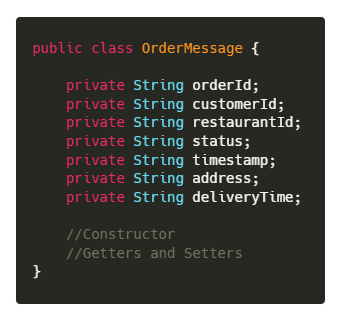 public class OrderMessage {
private String orderId;
private String customerId;
private String restaurantId;
private String status;
private String timestamp;
private String address;
private String deliveryTime;
//Constructor
//Getters and Setters
}